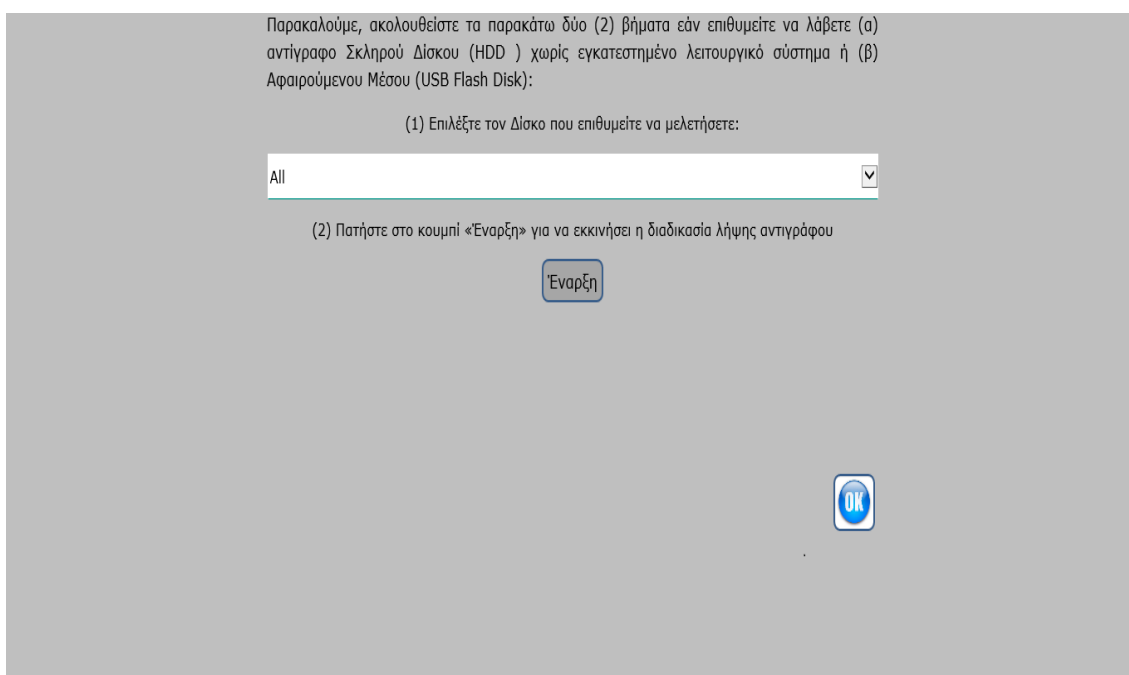 Παρακαλούμε, ακολουθείστε τα παρακάτω δύο (2) βήματα εάν επιθυμείτε να λάβετε (α)
αντίγραφο Σκληρού Δίσκου (HDD ) χωρίς εγκατεστημένο λειτουργικό σύστημα ή (β)
Αφαιρούμενου Μέσου (USB Flash Disk):
(1) Επιλέξτε τον Δίσκο που επιθυμείτε να μελετήσετε:
All
(2) Πατήστε στο κουμπί «Έναρξη» για να εκκινήσει η διαδικασία λήψης αντιγράφου
Έναρξη
OK
.